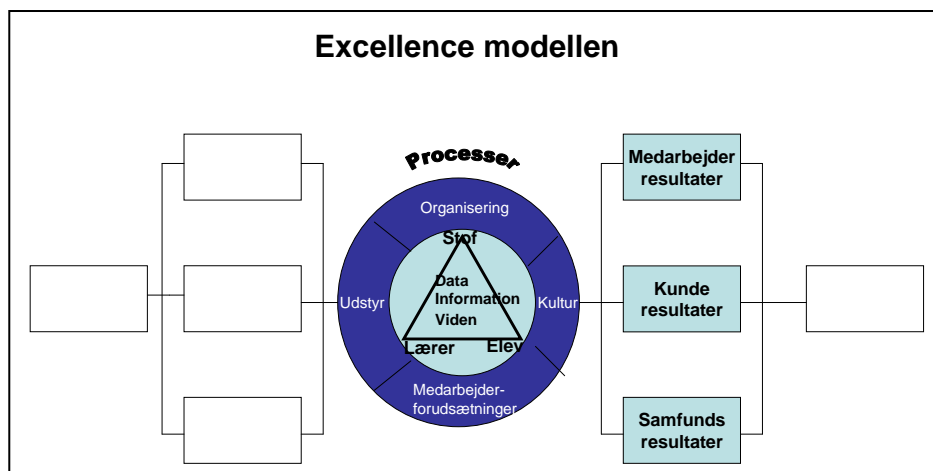 Excellence modellen
Processer
Organisering
Stof
Data
Information
Viden
Udstyr
Kultur
Lærer
Elev
Medarbejder-
forudsætninger
Medarbejder
resultater
Kunde
resultater
Samfunds
resultater